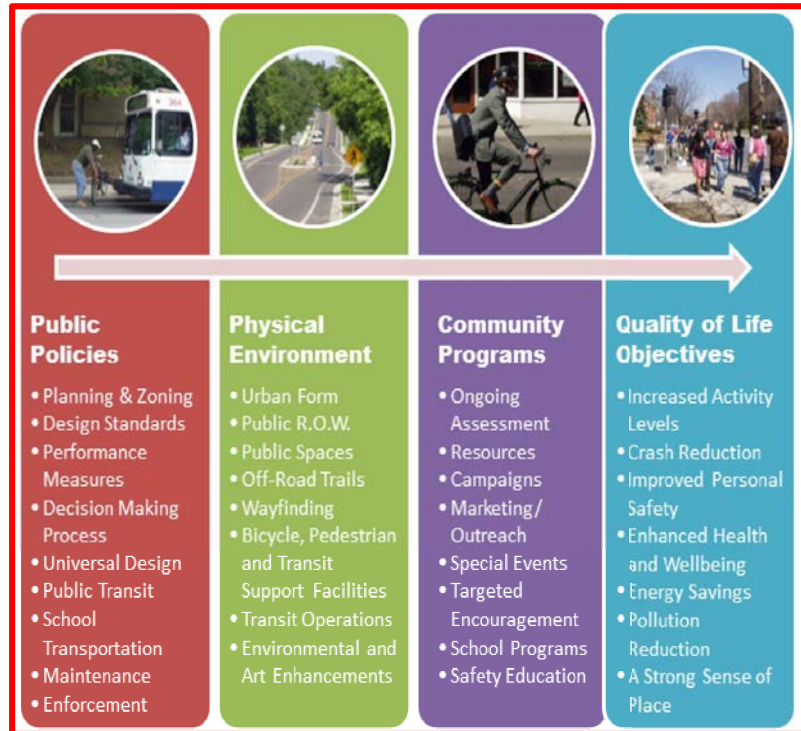 364
Public
Policies
• Planning & Zoning
• Design Standards
• Performance
Measures
• Decision Making
Process
• Universal Design
• Public Transit
• School
Transportation
• Maintenance
• Enforcement
Physical
Environment
• Urban Form
• Public R.O.W.
• Public Spaces
• Off-Road Trails
• Wayfinding
• Bicycle, Pedestrian
and Transit
Support Facilities
• Transit Operations
• Environmental and
Art Enhancements
Community
Programs
• Ongoing
Assessment
• Resources
• Campaigns
• Marketing/
Outreach
• Special Events
• Targeted
Encouragement
• School Programs
• Safety Education
Quality of Life
Objectives
• Increased Activity
Levels
• Crash Reduction
• Improved Personal
Safety
• Enhanced Health
and Wellbeing
• Energy Savings
• Pollution
Reduction
• A Strong Sense of
Place